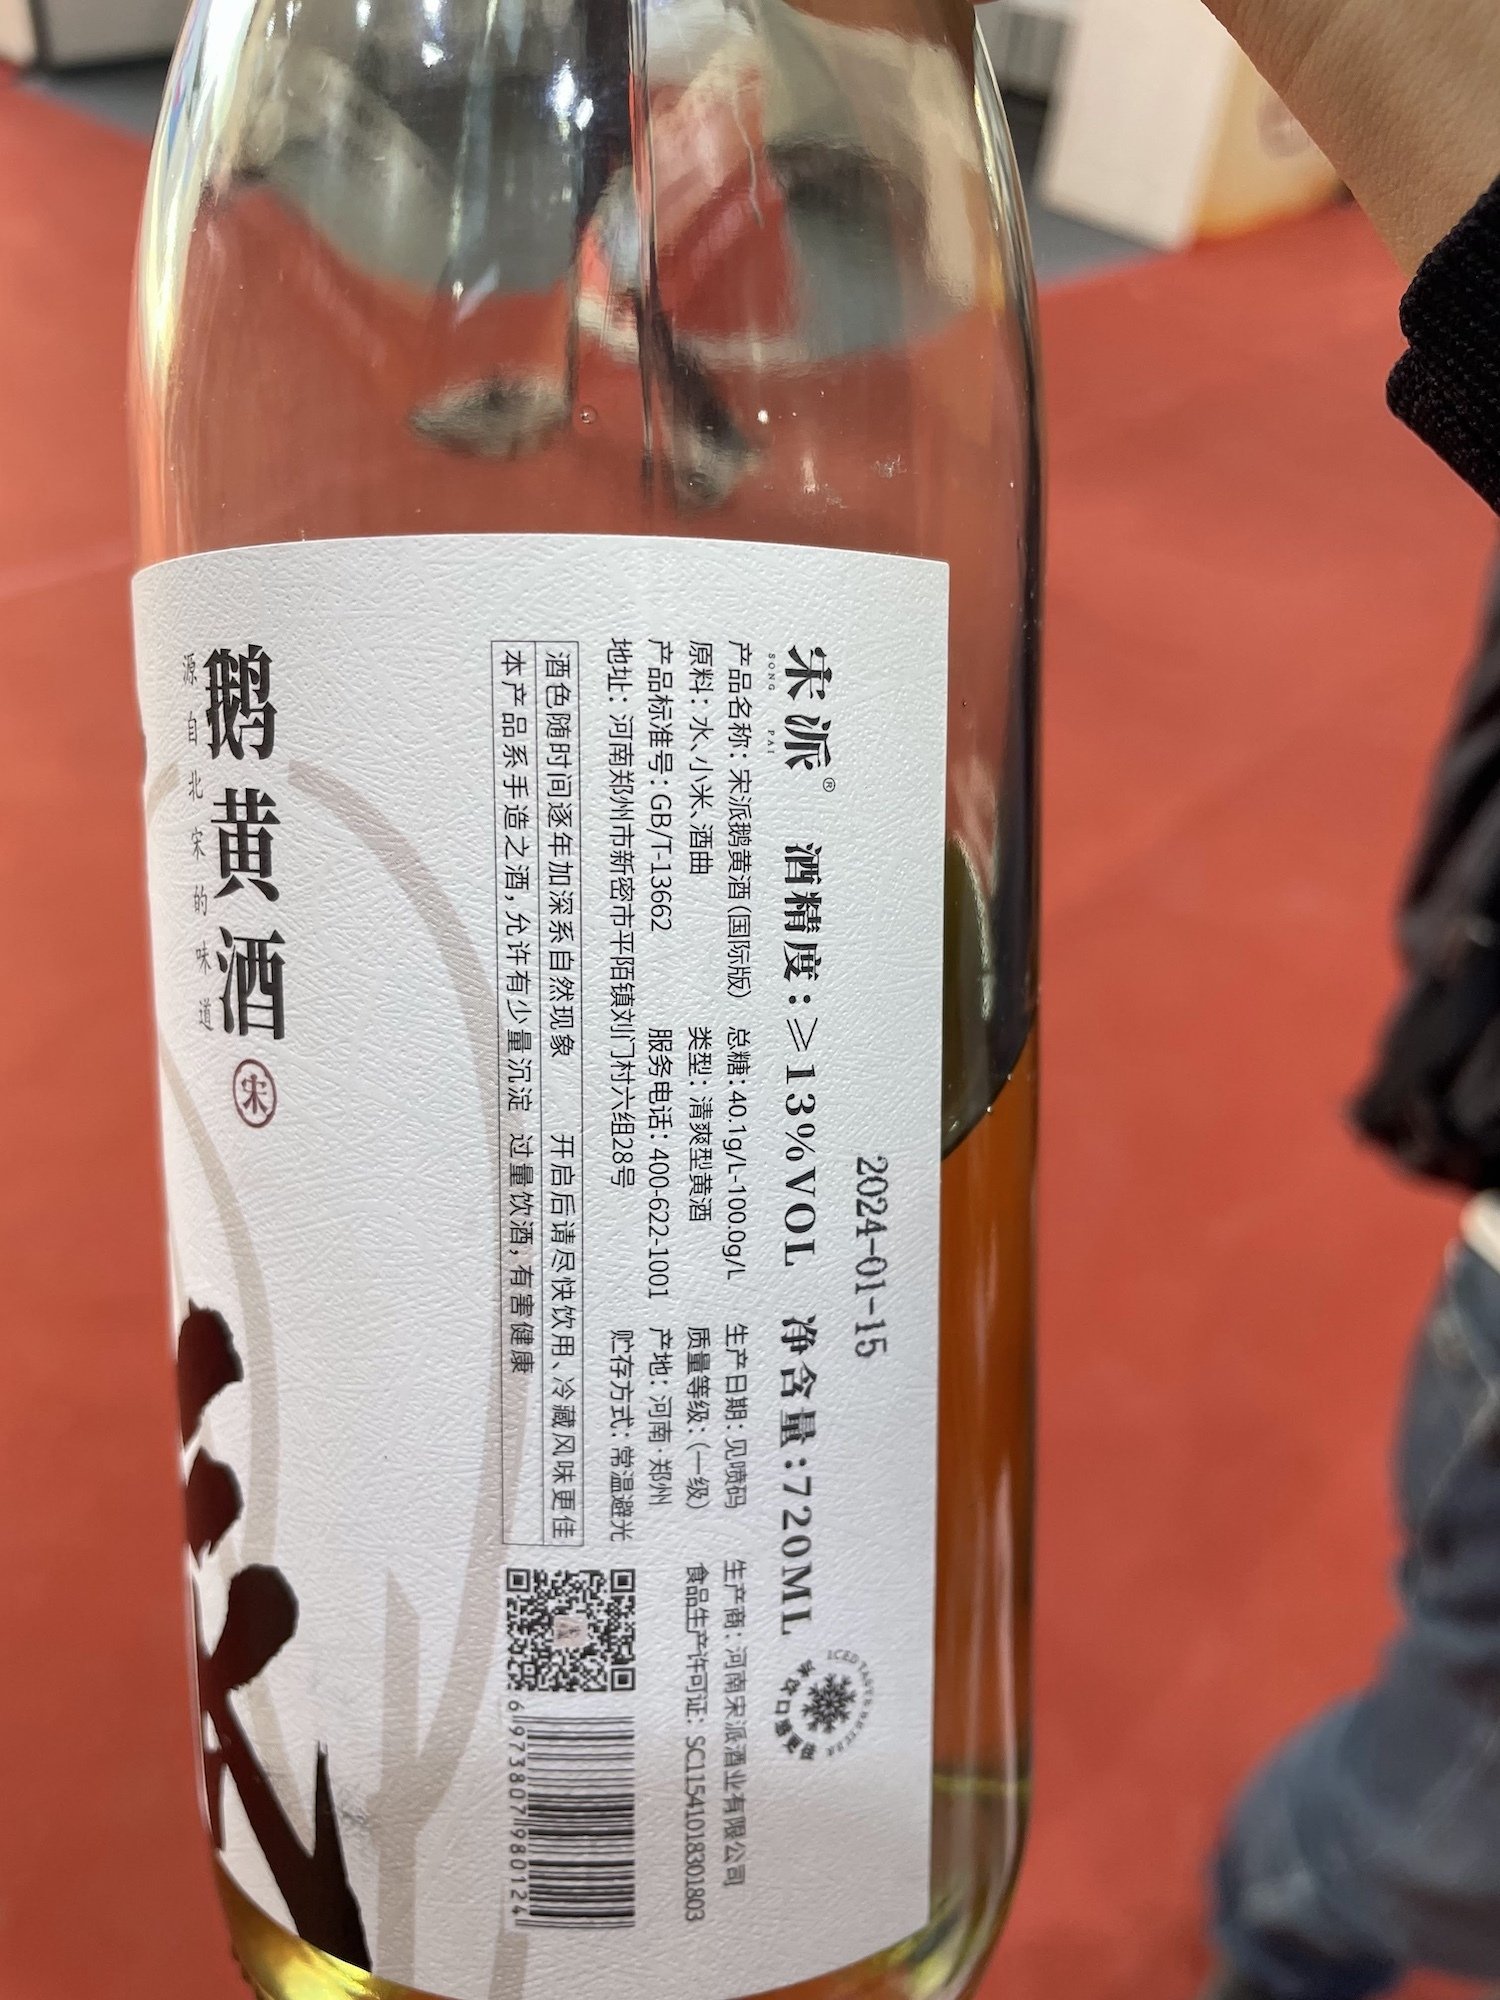 2024-01-15
宋派® 酒精度：≥13%VOL 净含量：720ML
SONG PAI
ICED TASTE BETTER
产品名称：宋派鹅黄酒（国际版） 总糖：40.1g/L-100.0g/L 生产日期：见喷码 生产商：河南宋派酒业有限公司
原料：水、小米、酒曲 类型：清爽型黄酒 质量等级：（一级） 食品生产许可证：SC11541018301803
产品标准号：GB/T-13662 服务电话：400-622-1001 产地：河南·郑州
地址：河南郑州市新密市平陌镇刘门村六组28号 贮存方式：常温避光
酒色随时间逐年加深系自然现象 开启后请尽快饮用、冷藏风味更佳
本产品系手造之酒，允许有少量沉淀 过量饮酒，有害健康
6973807980124
鹅黄酒 宋
源自北宋的味道